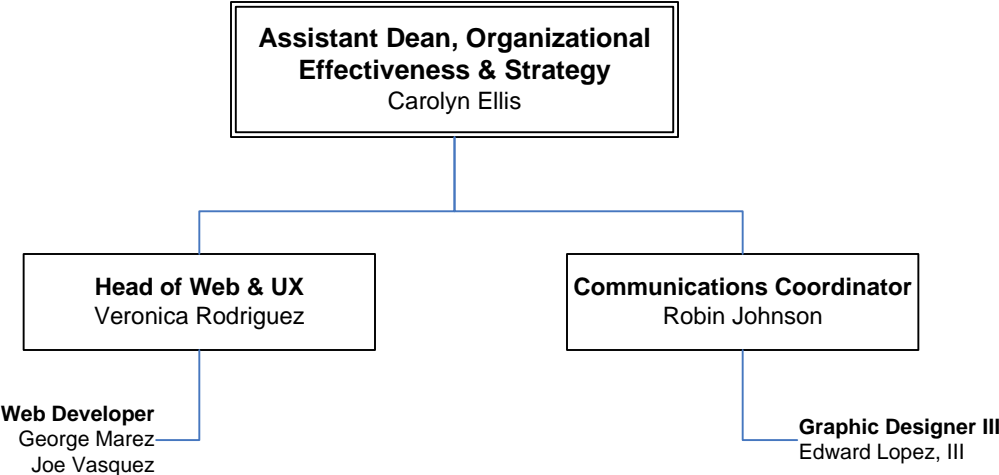 Assistant Dean, Organizational
Effectiveness & Strategy
Carolyn Ellis
Head of Web & UX
Veronica Rodriguez
Communications Coordinator
Robin Johnson
Web Developer
George Marez
Joe Vasquez
Graphic Designer III
Edward Lopez, III